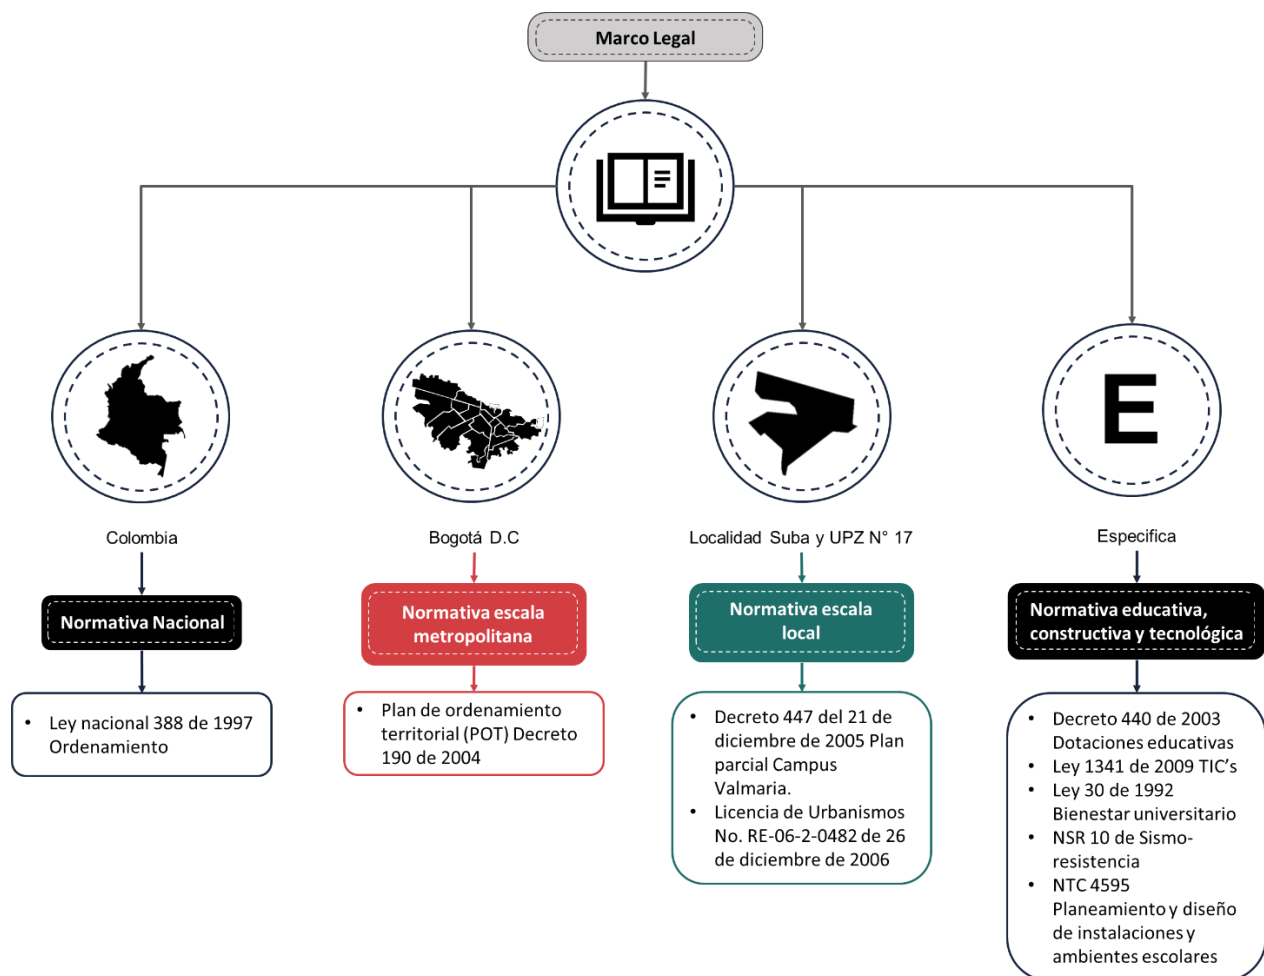 Marco Legal
E
Colombia
Bogotá D.C
Localidad Suba y UPZ N° 17
Especifica
Normativa Nacional
Normativa escala
metropolitana
Normativa escala
local
Normativa educativa,
constructiva y tecnológica
• Ley nacional 388 de 1997
Ordenamiento
• Plan de ordenamiento
territorial (POT) Decreto
190 de 2004
• Decreto 447 del 21 de
diciembre de 2005 Plan
parcial Campus
Valmaria.
• Licencia de Urbanismos
No. RE-06-2-0482 de 26
de diciembre de 2006
• Decreto 440 de 2003
Dotaciones educativas
• Ley 1341 de 2009 TIC’s
• Ley 30 de 1992
Bienestar universitario
• NSR 10 de Sismo-
resistencia
• NTC 4595
Planeamiento y diseño
de instalaciones y
ambientes escolares